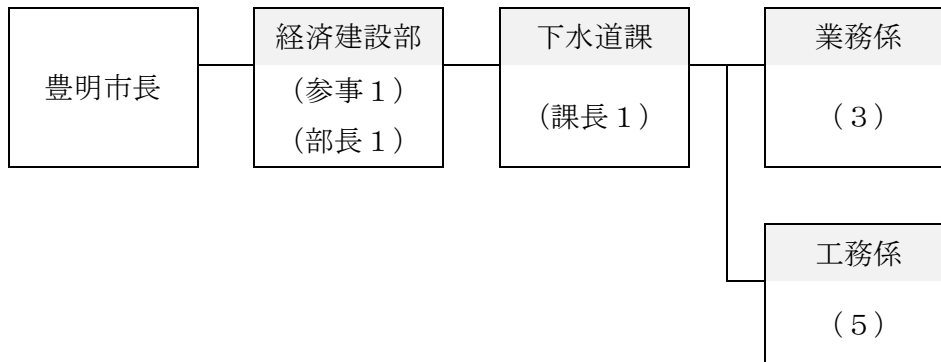 豊明市長
経済建設部
（参事１）
（部長１）
下水道課
（課長１）
業務係
（３）
工務係
（５）